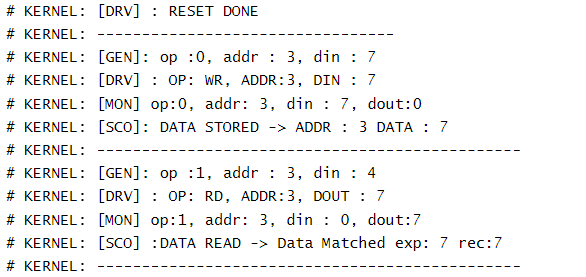 # KERNEL: [DRV] : RESET DONE
# KERNEL: ---------------------------------
# KERNEL: [GEN]: op :0, addr : 3, din : 7
# KERNEL: [DRV] : OP: WR, ADDR:3, DIN : 7
# KERNEL: [MON] op:0, addr: 3, din : 7, dout:0
# KERNEL: [SCO]: DATA STORED -> ADDR : 3 DATA : 7
# KERNEL: -----------------------------------------------
# KERNEL: [GEN]: op :1, addr : 3, din : 4
# KERNEL: [DRV] : OP: RD, ADDR:3, DOUT : 7
# KERNEL: [MON] op:1, addr: 3, din : 0, dout:7
# KERNEL: [SCO] :DATA READ -> Data Matched exp: 7 rec:7
# KERNEL: -----------------------------------------------